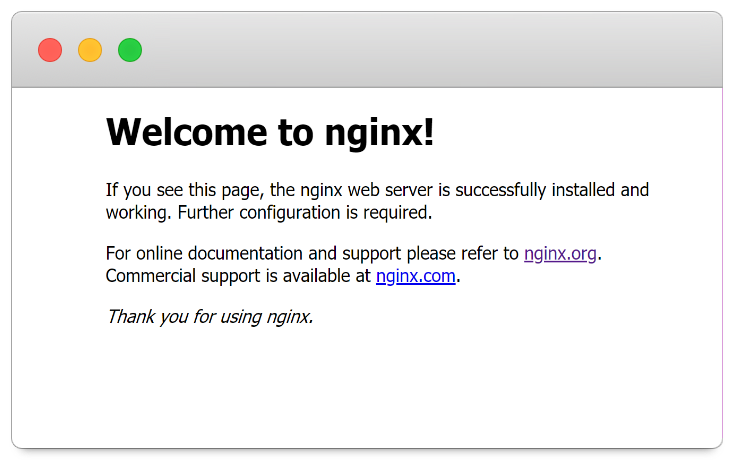 Welcome to nginx!
If you see this page, the nginx web server is successfully installed and
working. Further configuration is required.
For online documentation and support please refer to nginx.org.
Commercial support is available at nginx.com.
Thank you for using nginx.